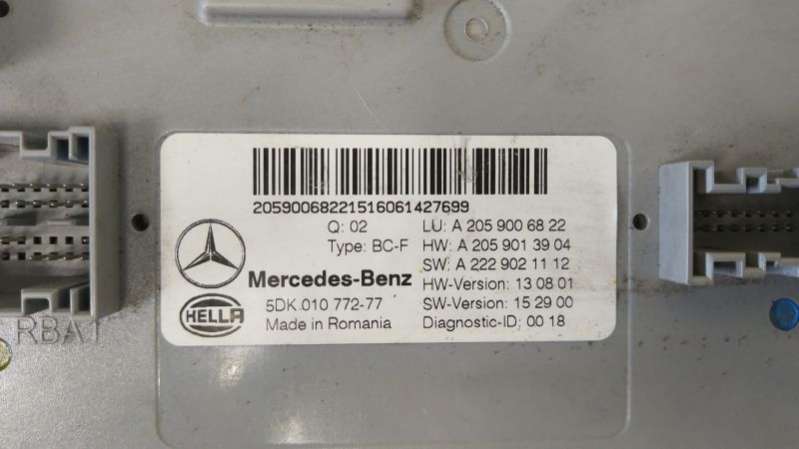 20590068221516061427699
Q: 02
Type: BC-F
Mercedes-Benz
HELLA
5DK 010 772-77
Made in Romania
LU: A 205 900 68 22
HW: A 205 901 39 04
SW: A 222 902 11 12
HW-Version: 13 08 01
SW-Version: 15 29 00
Diagnostic-ID: 00 18
RBA1